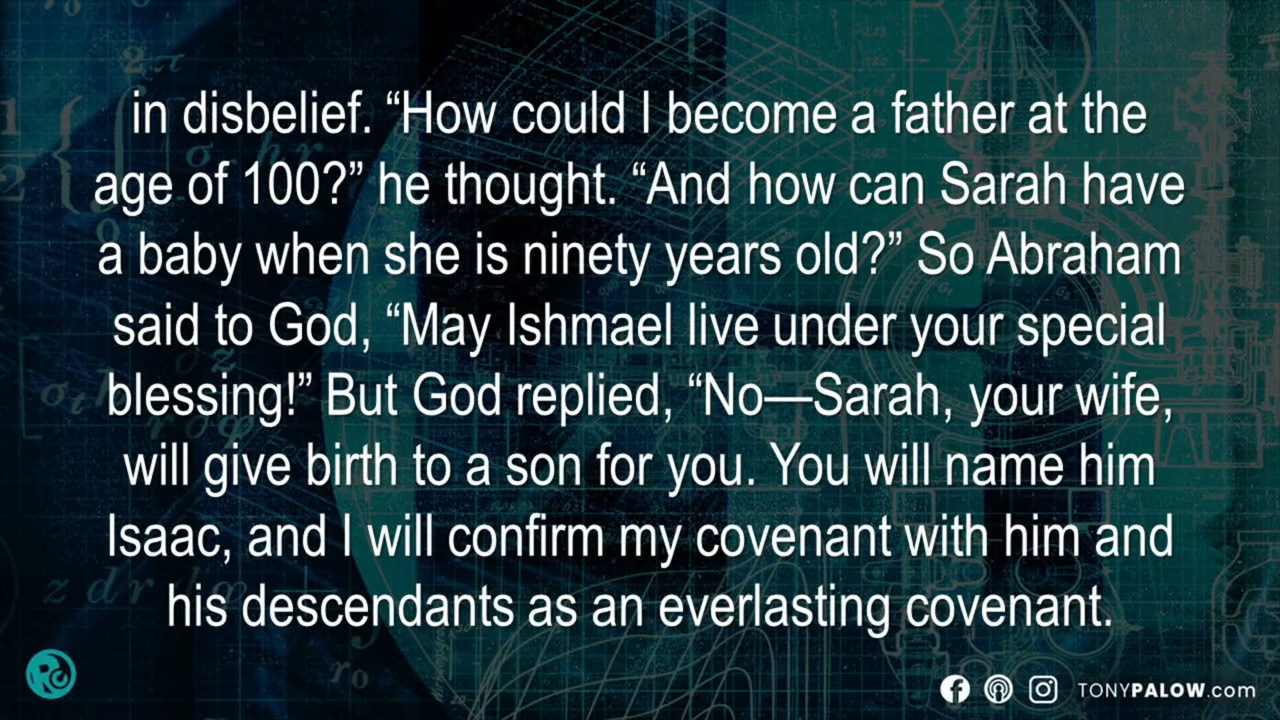 in disbelief. “How could I become a father at the
age of 100?” he thought. “And how can Sarah have
a baby when she is ninety years old?” So Abraham
said to God, “May Ishmael live under your special
blessing!” But God replied, “No—Sarah, your wife,
will give birth to a son for you. You will name him
Isaac, and I will confirm my covenant with him and
his descendants as an everlasting covenant.
TONYPALOW.com